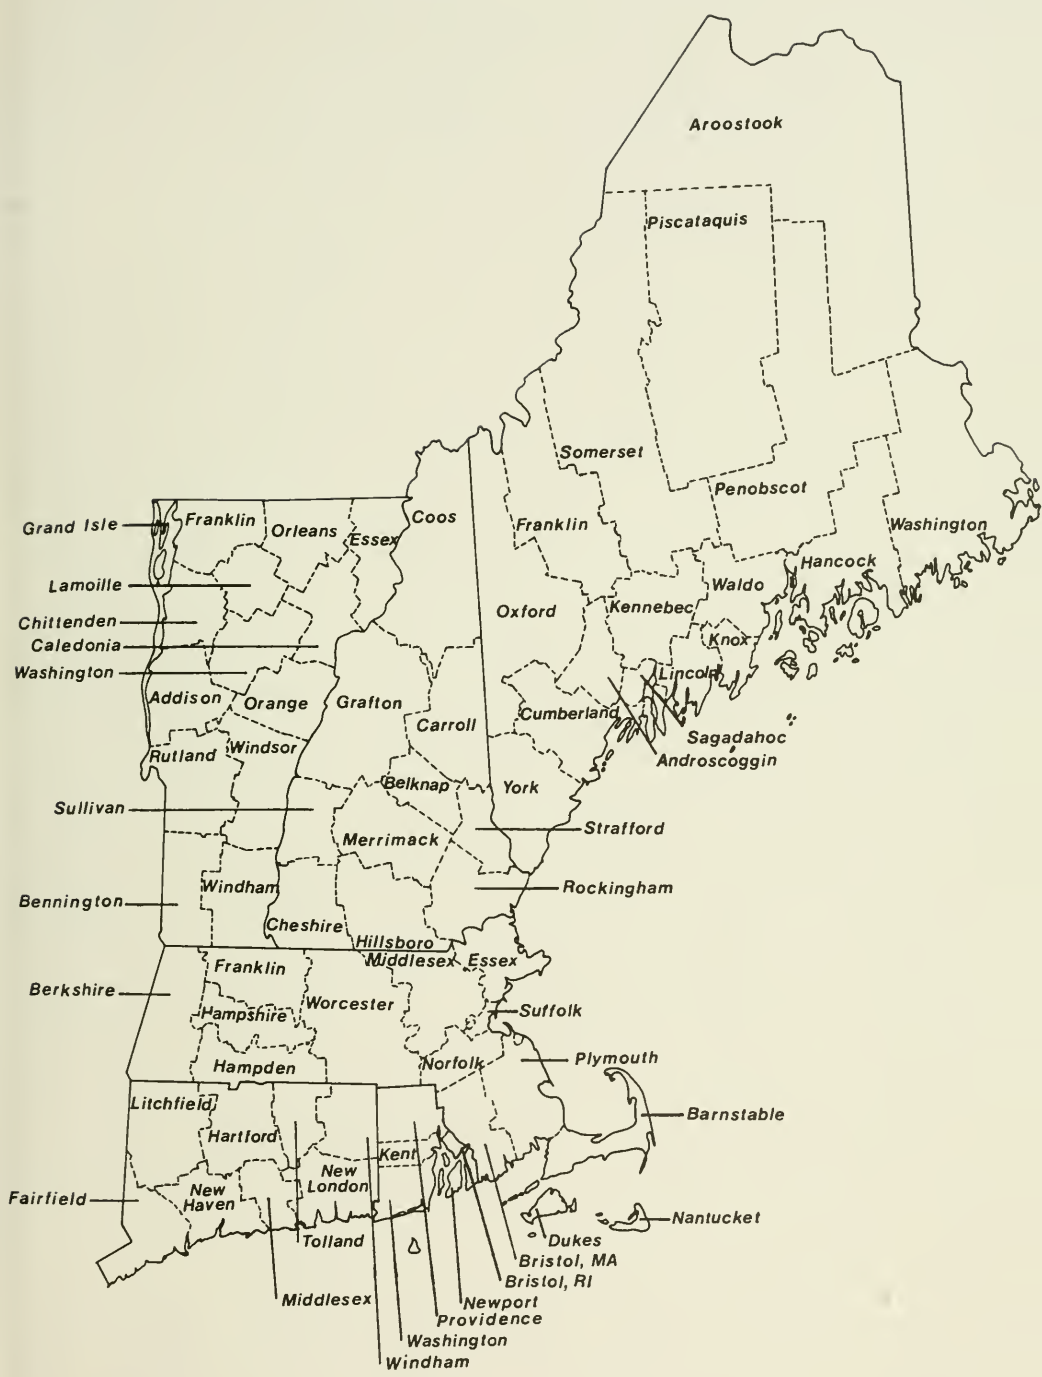 Aroostook
Piscataquis
Somerset
Penobscot
Grand Isle
Franklin
Orleans
Essex
Coos
Franklin
Washington
Hancock
Lamoille
Waldo
Oxford
Kennebec
Chittenden
Caledonia
Knox
Washington
Lincoln
Addison
Orange
Grafton
Cumberland
Carroll
Sagadahoc
Rutland
Windsor
Androscoggin
Belknap
York
Sullivan
Merrimack
Strafford
Windham
Rockingham
Bennington
Cheshire
Hillsboro
Middlesex
Essex
Franklin
Berkshire
Worcester
Hampshire
Suffolk
Norfolk
Plymouth
Hampden
Litchfield
Barnstable
Hartford
Kent
New
London
New
Haven
Fairfield
Nantucket
Tolland
Dukes
Bristol, MA
Bristol, RI
Middlesex
Newport
Providence
Washington
Windham